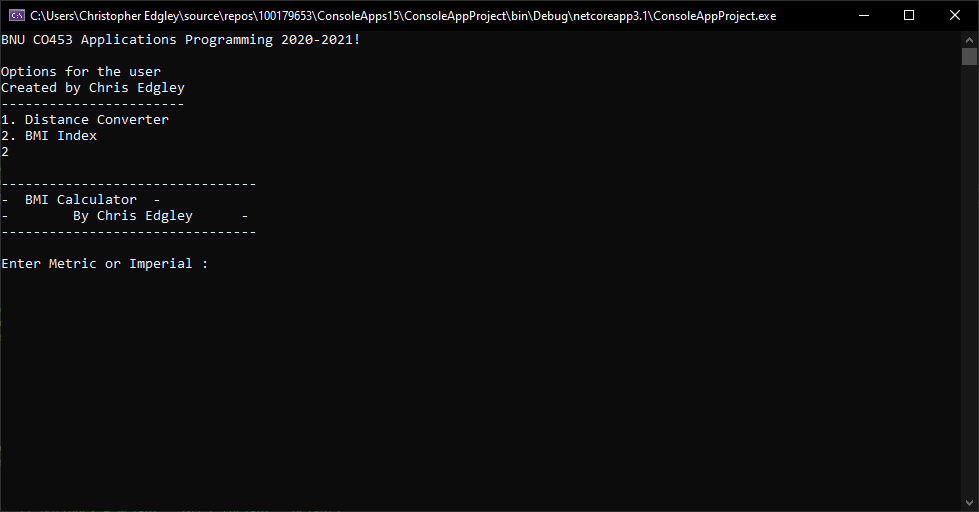 C:\Users\Christopher Edgley\source\repos\100179653\ConsoleApps15\ConsoleAppProject\bin\Debug\netcoreapp3.1\ConsoleAppProject.exe
BNU CO453 Applications Programming 2020-2021!
Options for the user
Created by Chris Edgley
-----------------------
1. Distance Converter
2. BMI Index
2
--------------------------------
-  BMI Calculator  -
-        By Chris Edgley      -
--------------------------------
Enter Metric or Imperial :